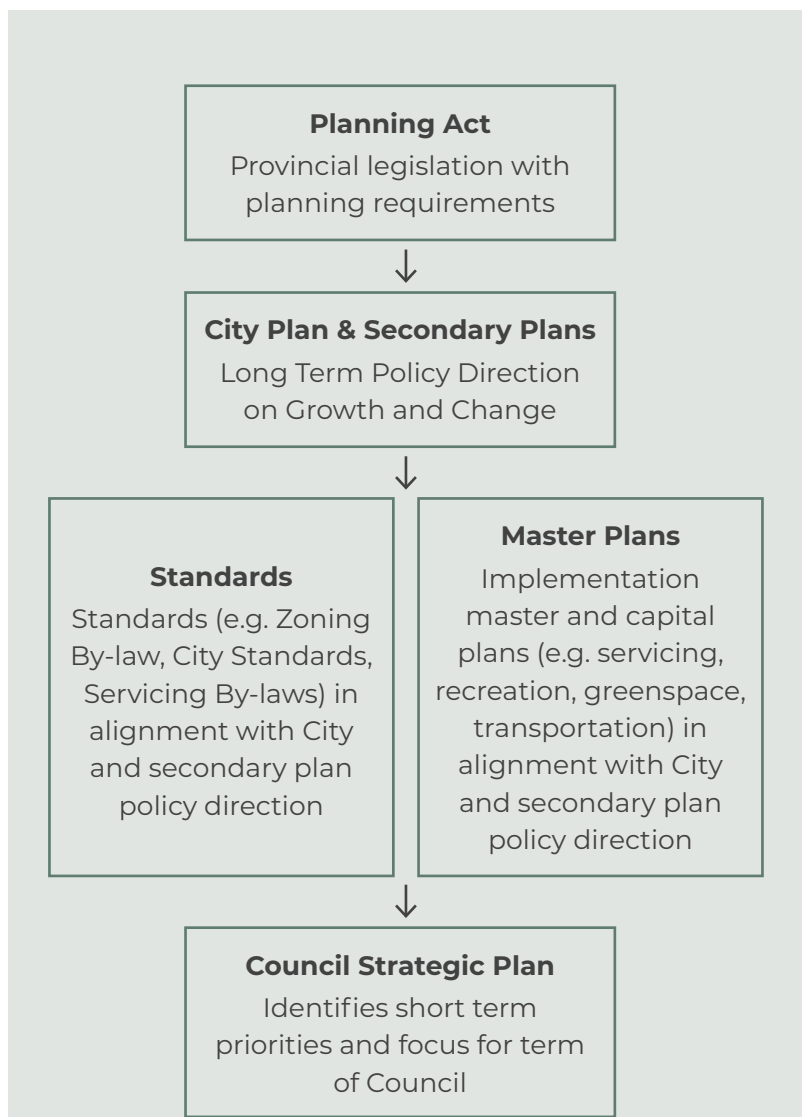 Planning Act
Provincial legislation with
planning requirements
City Plan & Secondary Plans
Long Term Policy Direction
on Growth and Change
Standards
Standards (e.g. Zoning
By-law, City Standards,
Servicing By-laws) in
alignment with City
and secondary plan
policy direction
Master Plans
Implementation
master and capital
plans (e.g. servicing,
recreation, greenspace,
transportation) in
alignment with City
and secondary plan
policy direction
Council Strategic Plan
Identifies short term
priorities and focus for term
of Council